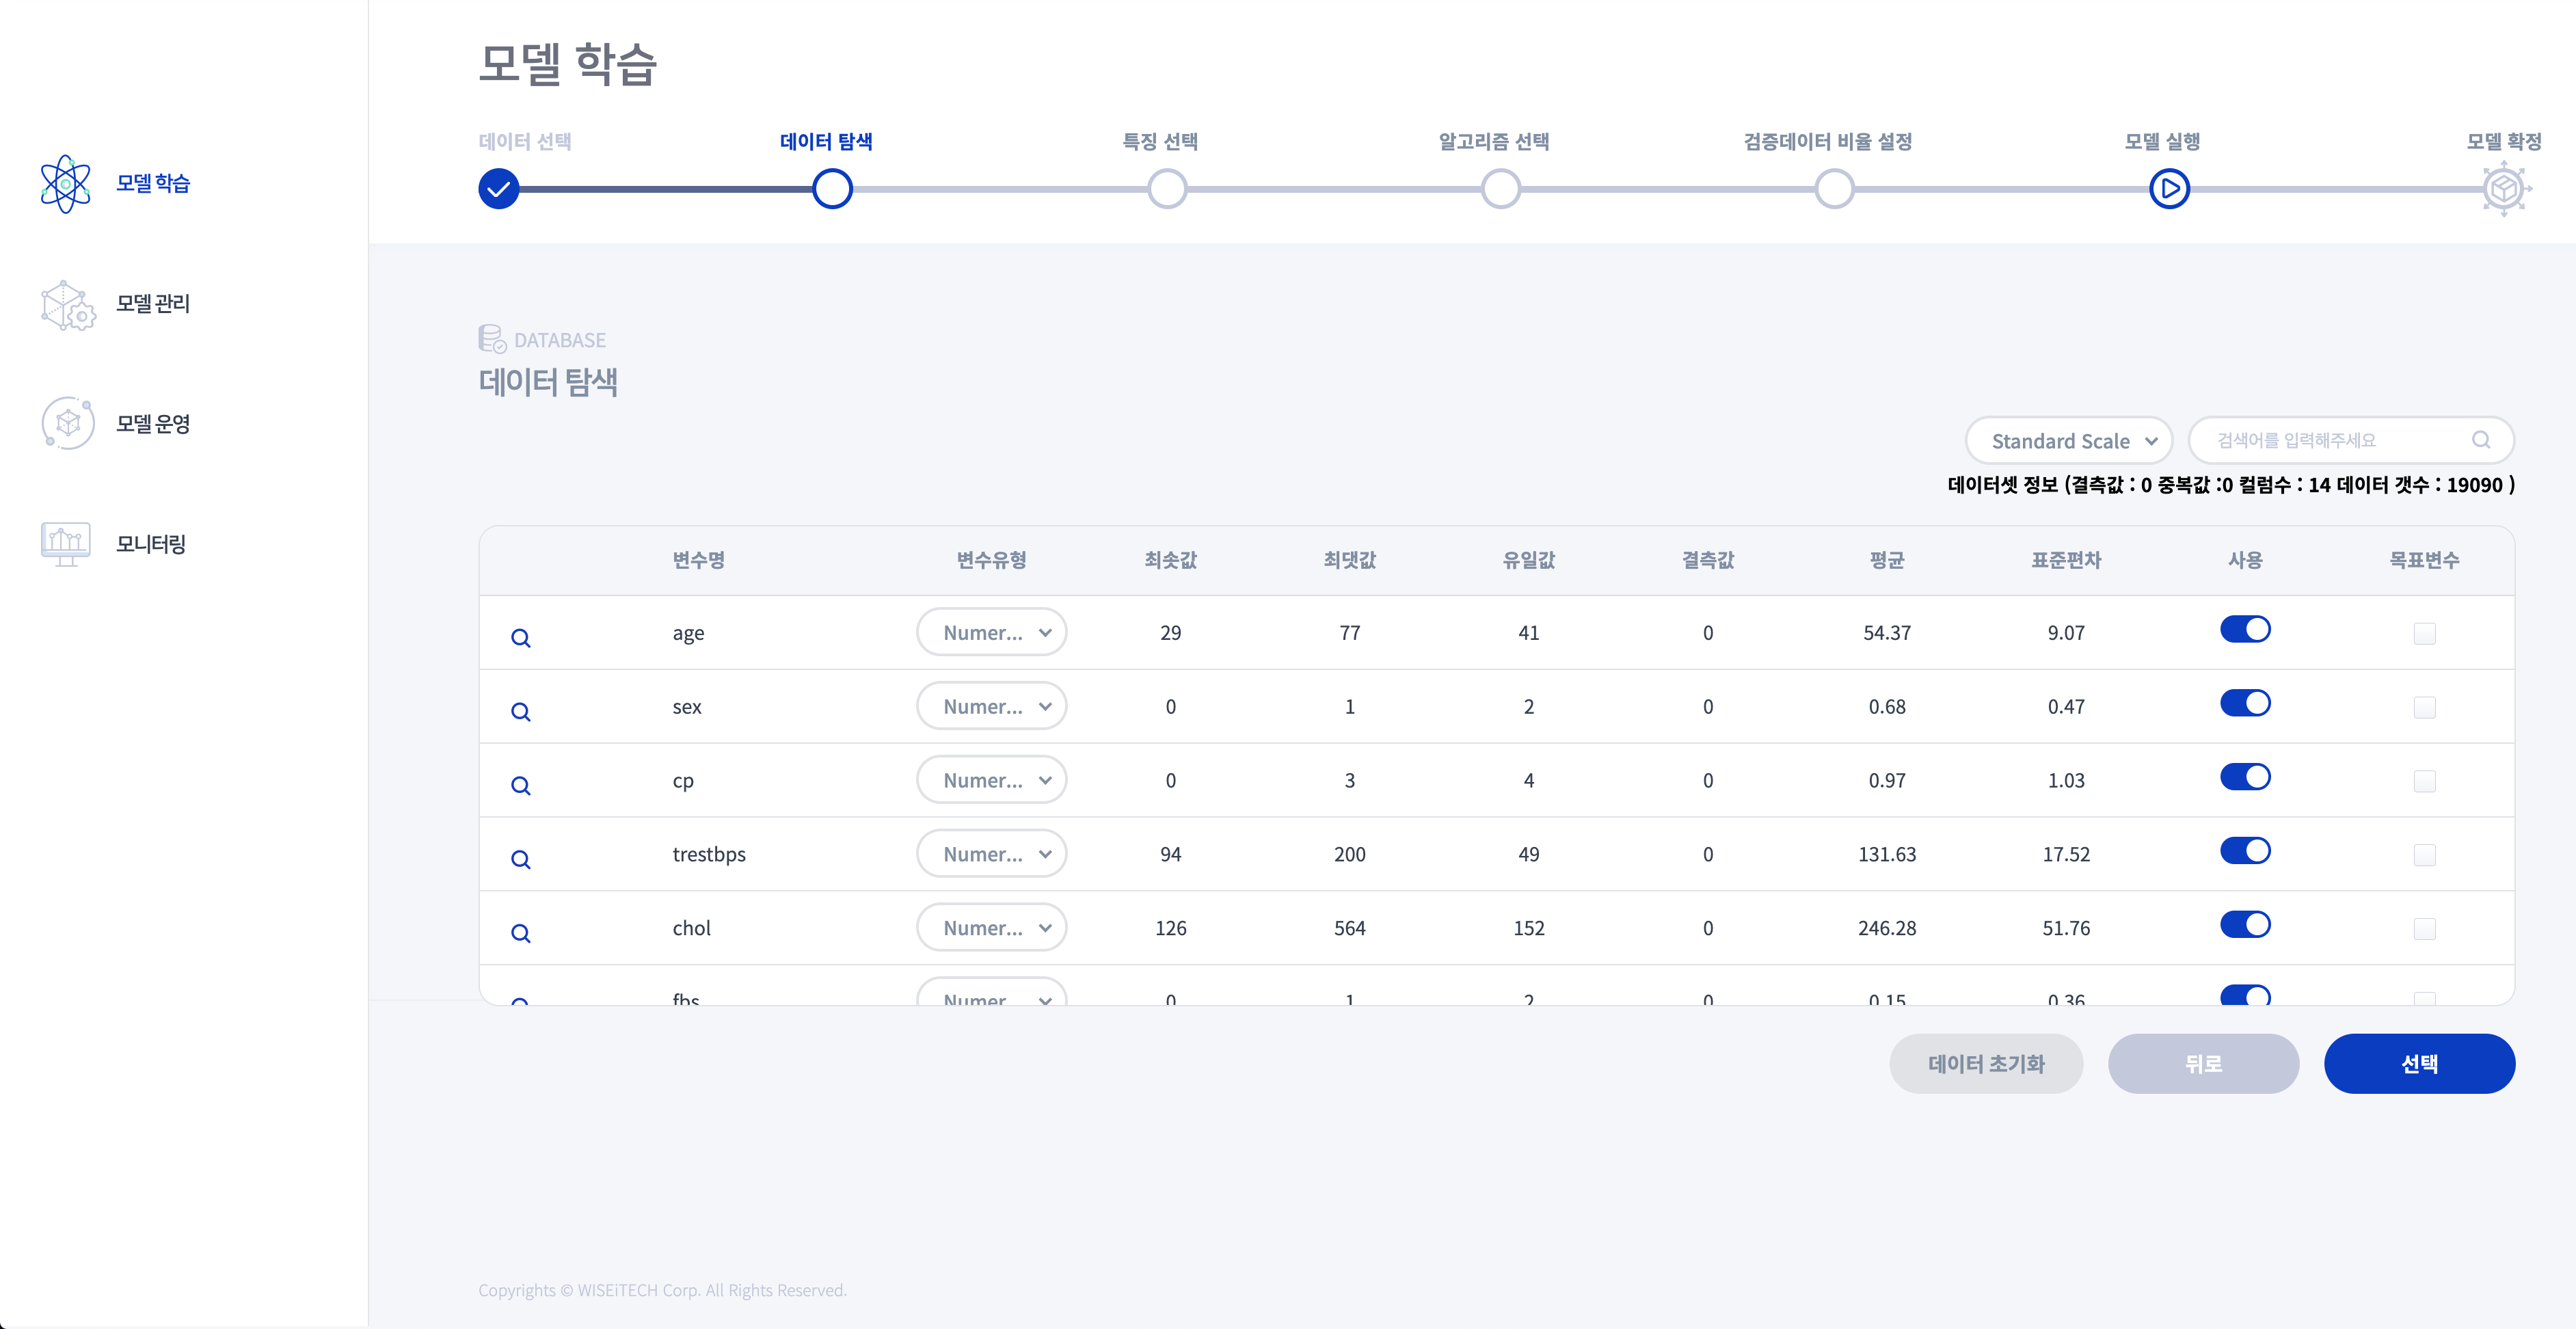 모델 학습
데이터 선택 데이터 탐색 특징 선택 알고리즘 선택 검증데이터 비율 설정 모델 실행 모델 확정
모델 학습
모델 관리
모델 운영
모니터링
DATABASE
데이터 탐색
Standard Scale 검색어를 입력해주세요
데이터셋 정보 (결측값 : 0 중복값 :0 컬럼수 : 14 데이터 갯수 : 19090 )
변수명 변수유형 최솟값 최댓값 유일값 결측값 평균 표준편차 사용 목표변수
age Numer... 29 77 41 0 54.37 9.07
sex Numer... 0 1 2 0 0.68 0.47
cp Numer... 0 3 4 0 0.97 1.03
trestbps Numer... 94 200 49 0 131.63 17.52
chol Numer... 126 564 152 0 246.28 51.76
fbs Numer... 0 1 2 0 0.15 0.36
데이터 초기화 뒤로 선택
Copyrights © WISEiTECH Corp. All Rights Reserved.